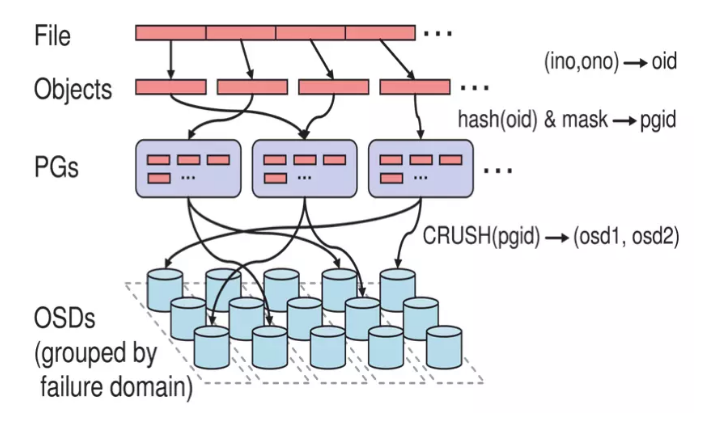 File
...
(ino,ono) → oid
Objects
...
hash(oid) & mask → pgid
PGs
...
...
...
...
CRUSH(pgid) → (osd1, osd2)
OSDs
(grouped by
failure domain)